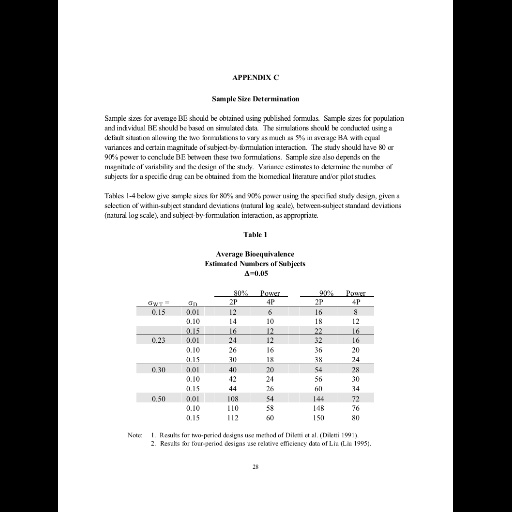 APPENDIX C
Sample Size Determination
Sample sizes for average BE should be obtained using published formulas. Sample sizes for population
and individual BE should be based on simulated data. The simulations should be conducted using a
default situation allowing the two formulations to vary as much as 5% in average BA with equal
variances and certain magnitude of subject-by-formulation interaction. The study should have 80 or
90% power to conclude BE between these two formulations. Sample size also depends on the
magnitude of variability and the design of the study. Variance estimates to determine the number of
subjects for a specific drug can be obtained from the biomedical literature and/or pilot studies.
Tables 1-4 below give sample sizes for 80% and 90% power using the specified study design, given a
selection of within-subject standard deviations (natural log scale), between-subject standard deviations
(natural log scale), and subject-by-formulation interaction, as appropriate.
Table 1
Average Bioequivalence
Estimated Numbers of Subjects
Δ=0.05
80% Power 90% Power
σWT = σD 2P 4P 2P 4P
0.15 0.01 12 6 16 8
0.10 14 10 18 12
0.15 16 12 22 16
0.23 0.01 24 12 32 16
0.10 26 16 36 20
0.15 30 18 38 24
0.30 0.01 40 20 54 28
0.10 42 24 56 30
0.15 44 26 60 34
0.50 0.01 108 54 144 72
0.10 110 58 148 76
0.15 112 60 150 80
Note: 1. Results for two-period designs use method of Diletti et al. (Diletti 1991).
2. Results for four-period designs use relative efficiency data of Liu (Liu 1995).
28